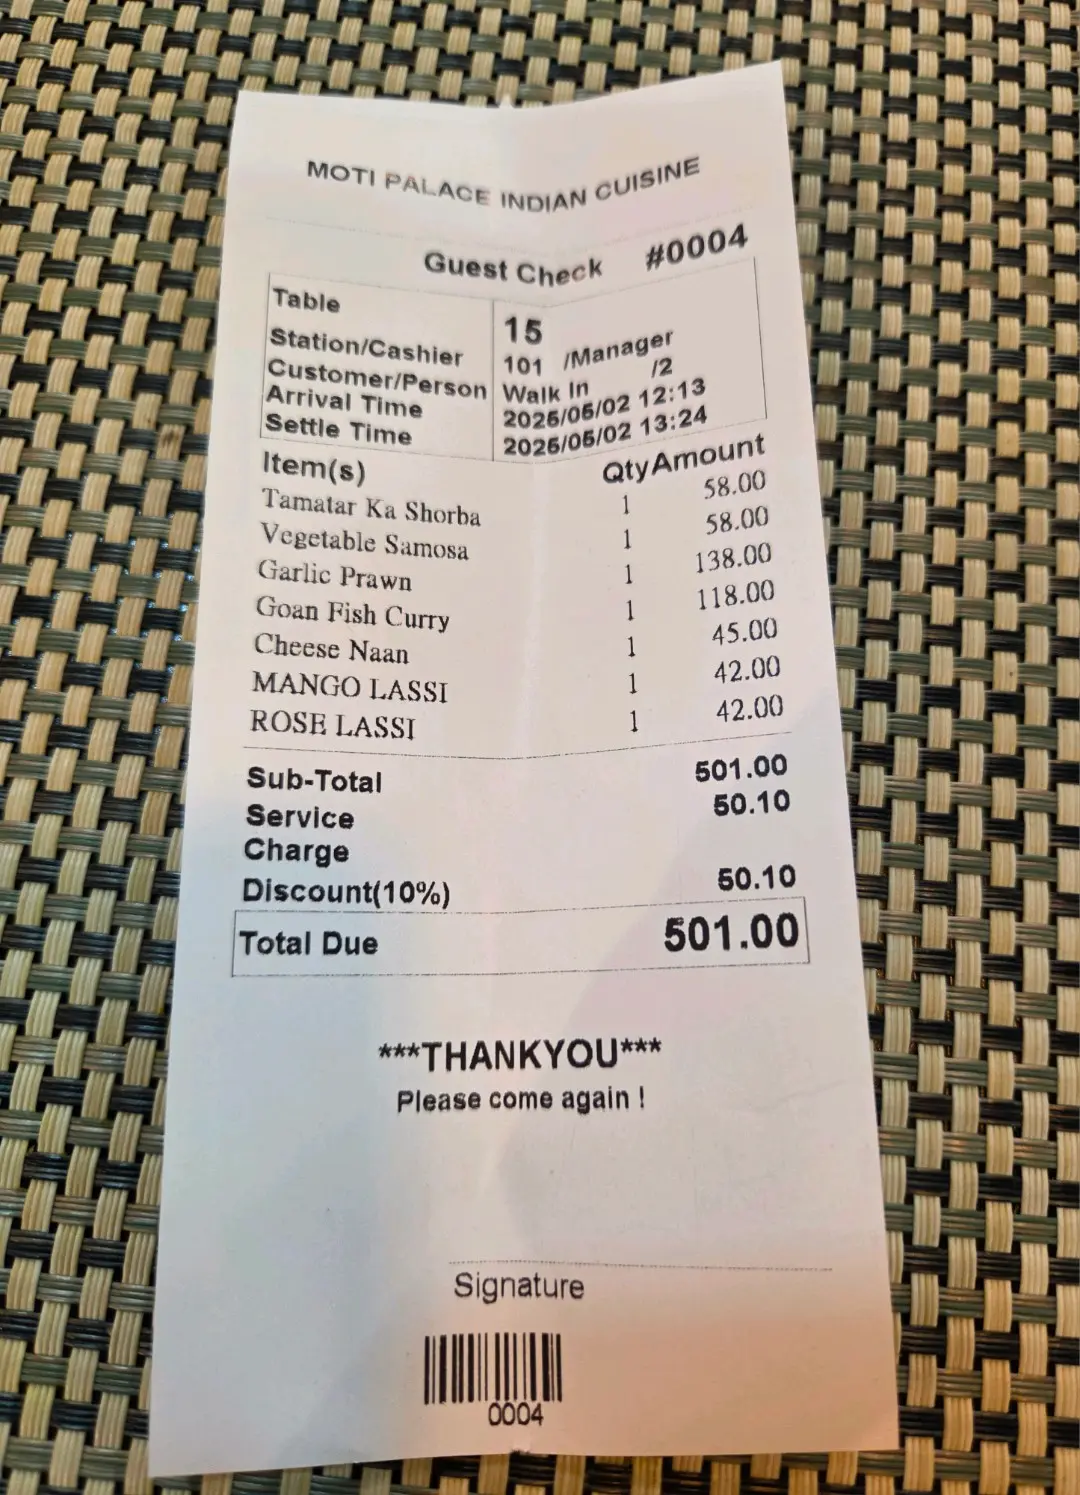 MOTI PALACE INDIAN CUISINE
Guest Check #0004
Table 15
Station/Cashier 101 /Manager
Customer/Person Walk In /2
Arrival Time 2026/05/02 12:13
Settle Time 2026/05/02 13:24
Item(s) Qty Amount
Tamatar Ka Shorba 1 58.00
Vegetable Samosa 1 58.00
Garlic Prawn 1 138.00
Goan Fish Curry 1 118.00
Cheese Naan 1 45.00
MANGO LASSI 1 42.00
ROSE LASSI 1 42.00
Sub-Total 501.00
Service 50.10
Charge
Discount(10%) 50.10
Total Due 501.00
***THANKYOU***
Please come again !
Signature
0004